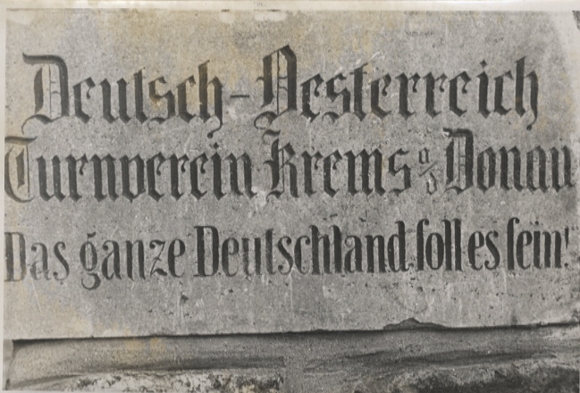 Deutsch-Oesterreich
Turnverein Krems a/d Donau
Das ganze Deutschland soll es sein!